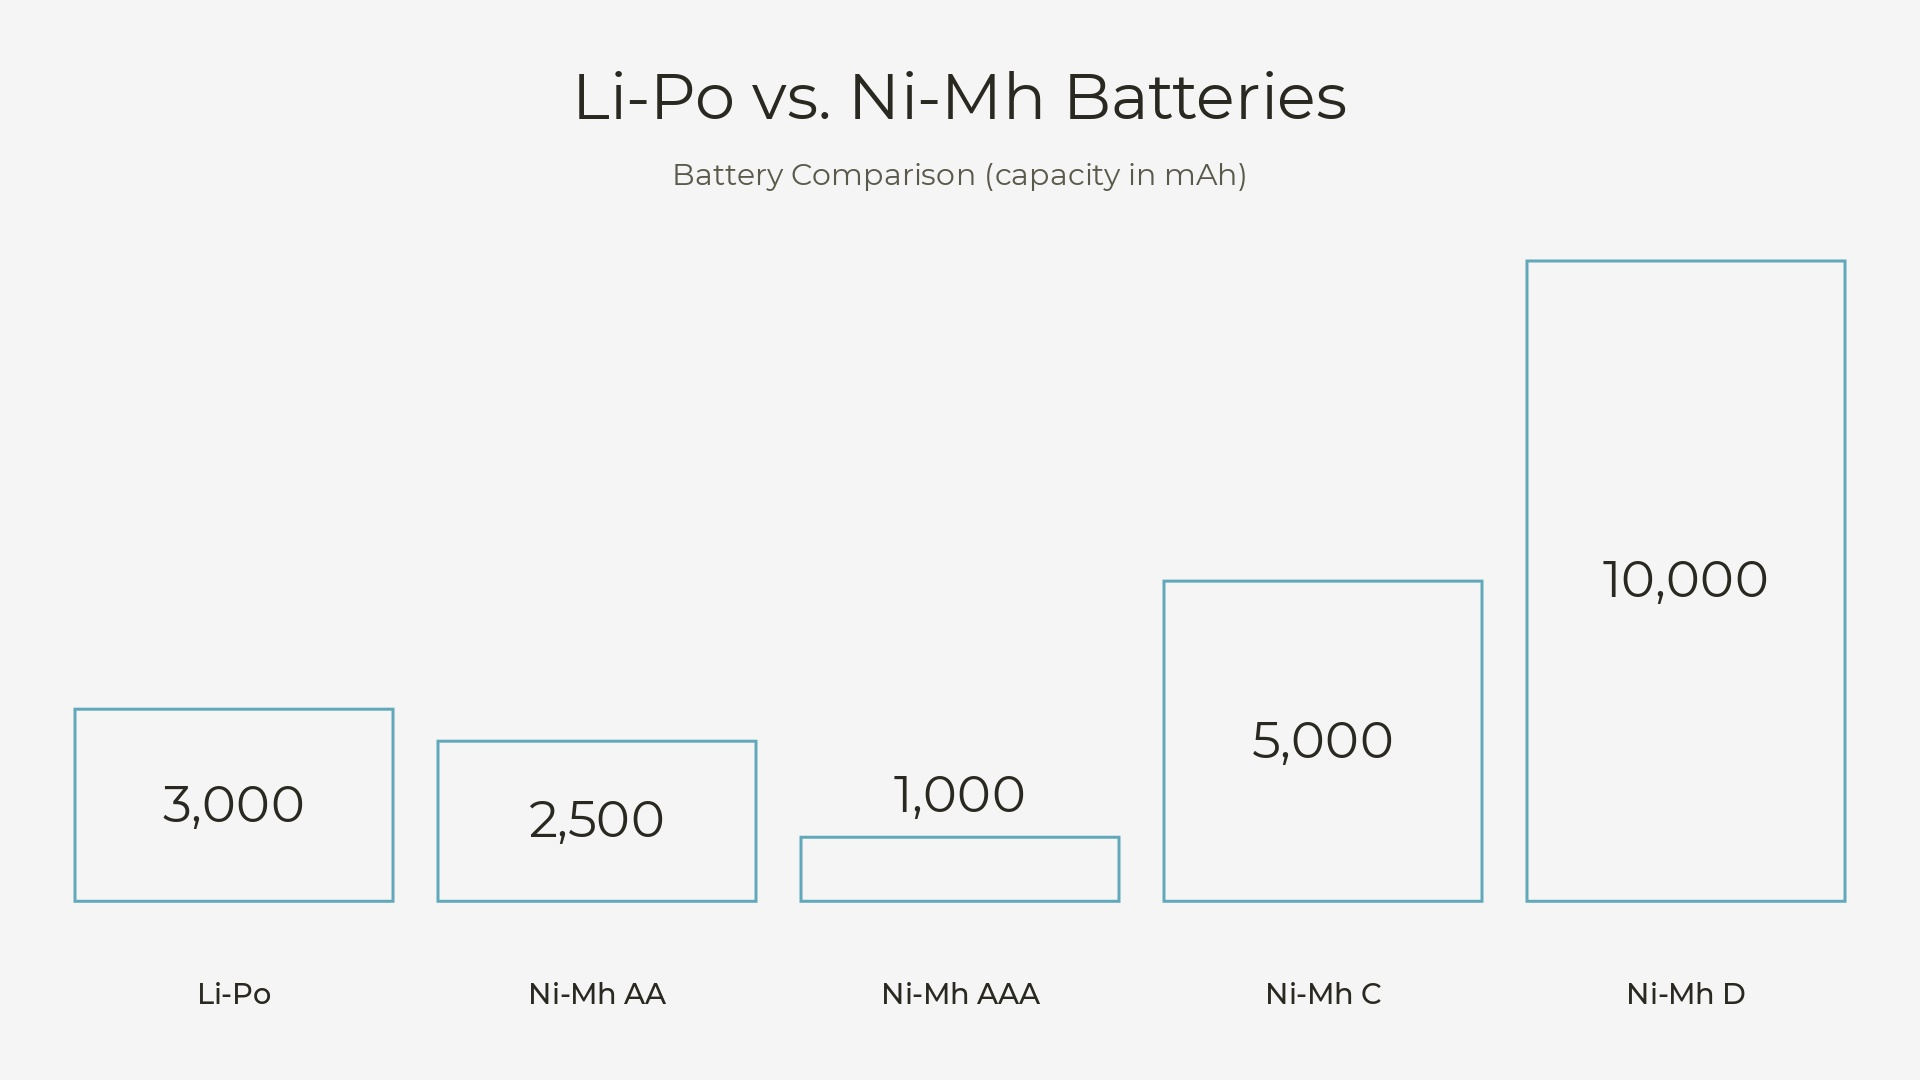 Li-Po vs. Ni-Mh Batteries
Battery Comparison (capacity in mAh)
3,000
2,500
1,000
5,000
10,000
Li-Po
Ni-Mh AA
Ni-Mh AAA
Ni-Mh C
Ni-Mh D